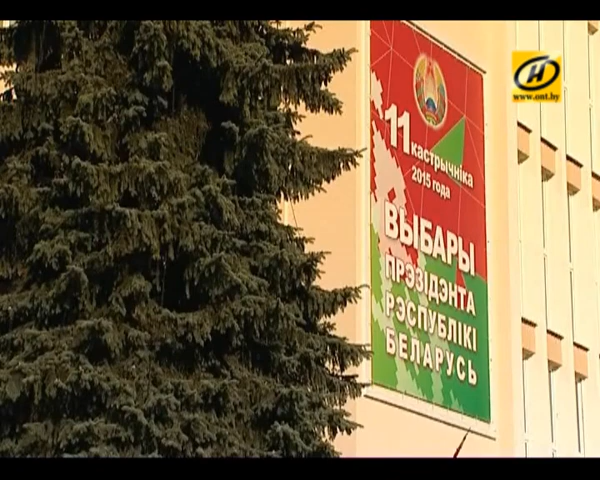 11
кастрычніка
2015 года
ВЫБАРЫ
ПРЭЗІДЭНТА
РЭСПУБЛІКІ
БЕЛАРУСЬ
www.ont.by